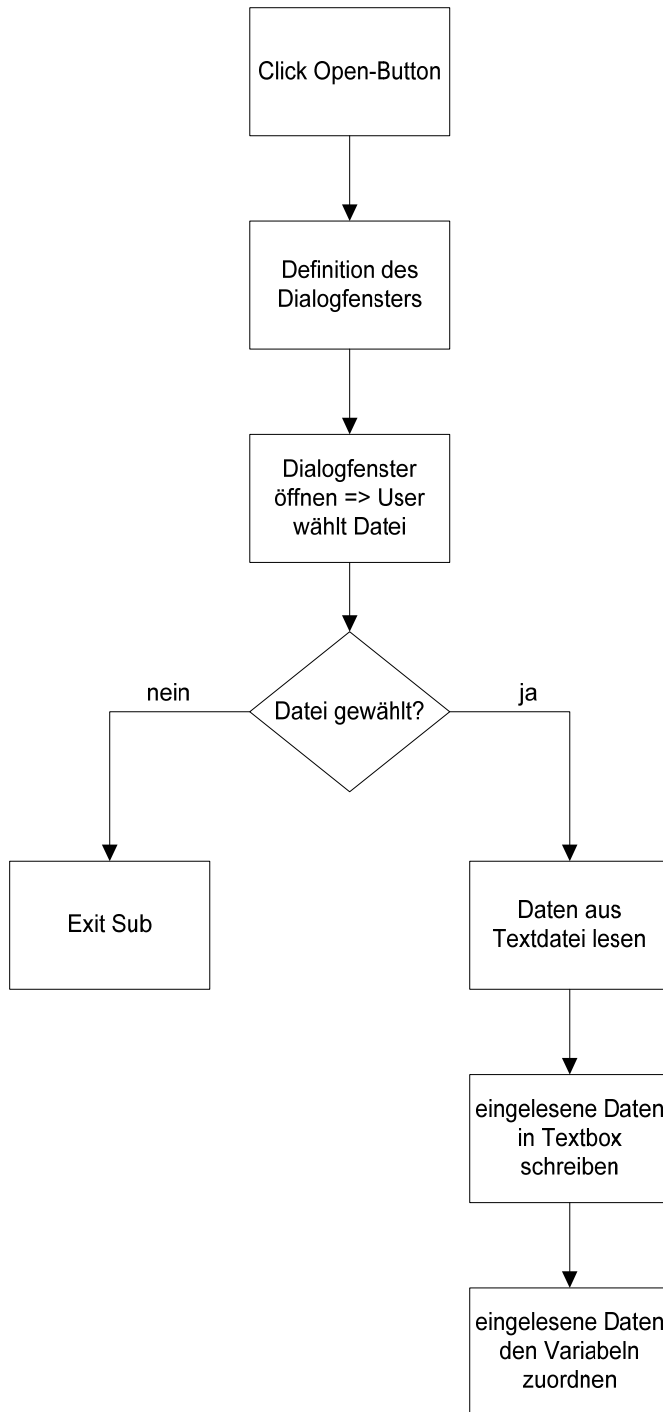 Click Open-Button
Definition des
Dialogfensters
Dialogfenster
öffnen => User
wählt Datei
nein
Datei gewählt?
ja
Exit Sub
Daten aus
Textdatei lesen
eingelesene Daten
in Textbox
schreiben
eingelesene Daten
den Variabeln
zuordnen